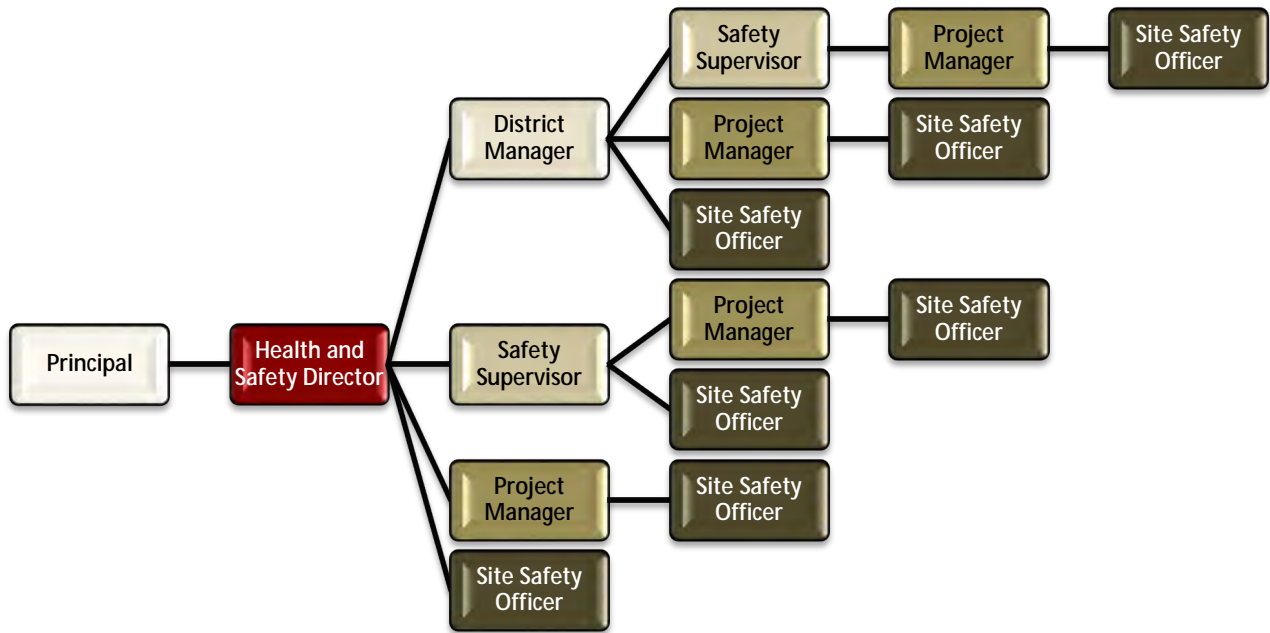 Safety
Supervisor
Project
Manager
Site Safety
Officer
District
Manager
Project
Manager
Site Safety
Officer
Site Safety
Officer
Principal
Health and
Safety Director
Safety
Supervisor
Project
Manager
Site Safety
Officer
Site Safety
Officer
Project
Manager
Site Safety
Officer
Site Safety
Officer